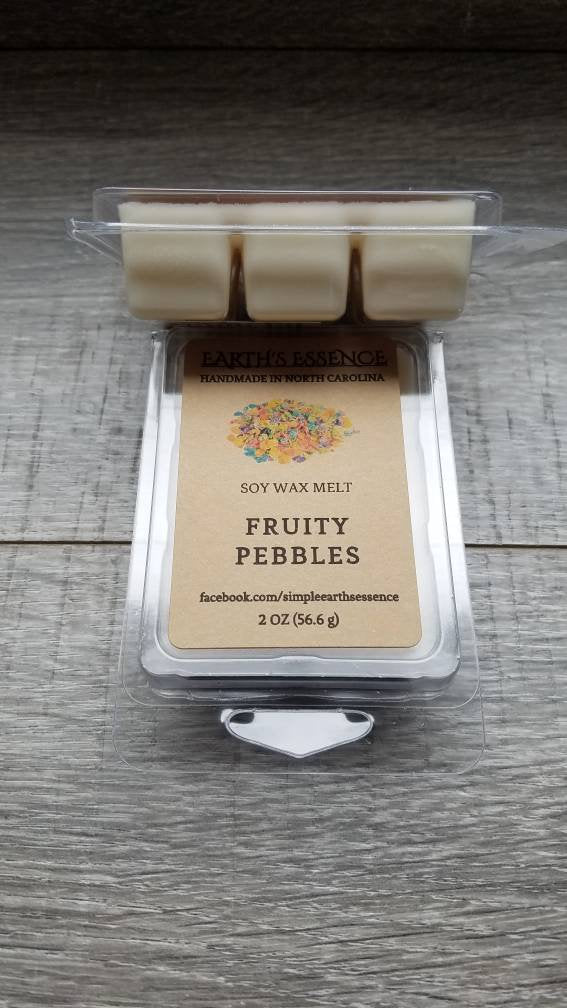 EARTH'S ESSENCE
HANDMADE IN NORTH CAROLINA
SOY WAX MELT
FRUITY
PEBBLES
facebook.com/simpleearthsessence
2 OZ (56.6 g)